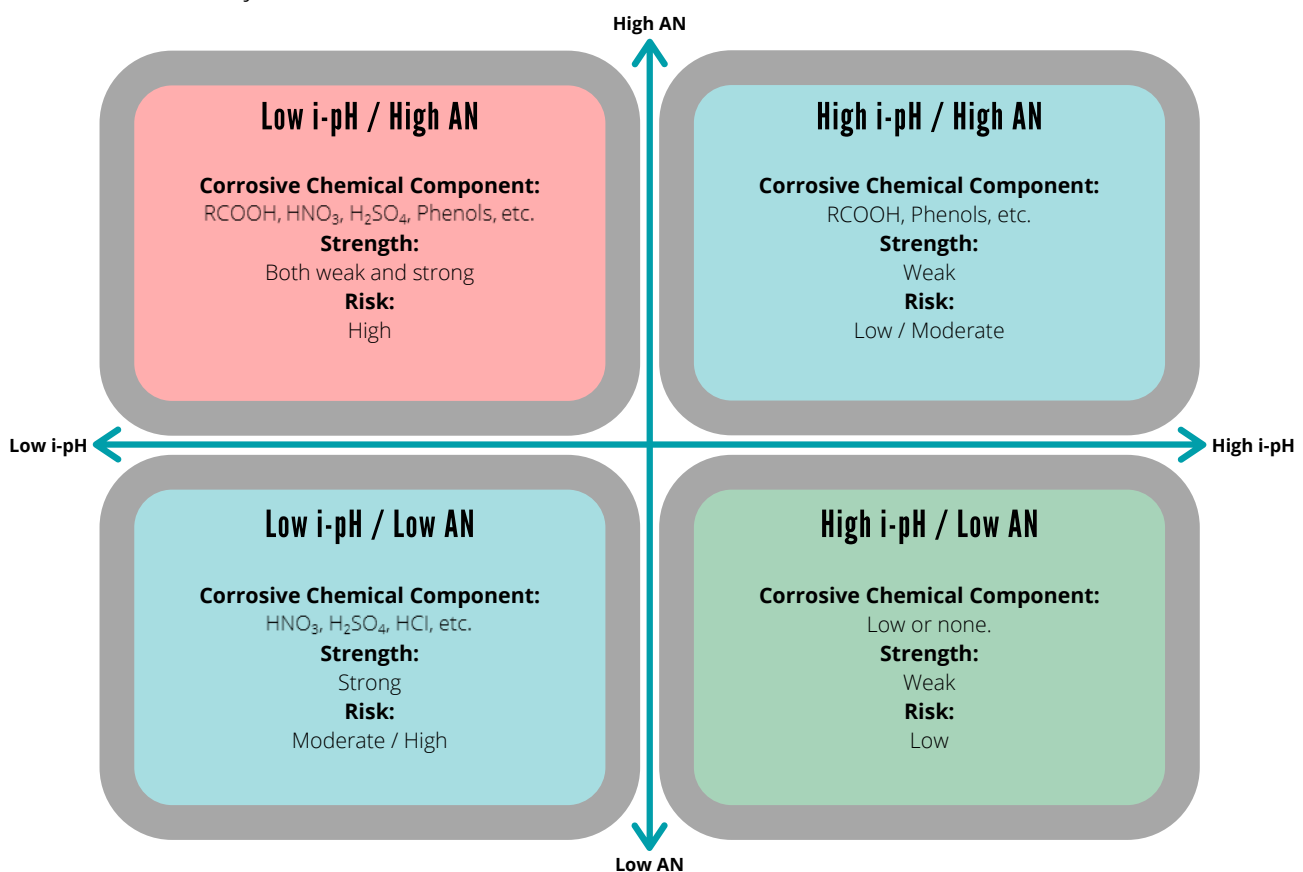 High AN
Low i-pH / High AN
Corrosive Chemical Component:
RCOOH, HNO₃, H₂SO₄, Phenols, etc.
Strength:
Both weak and strong
Risk:
High
High i-pH / High AN
Corrosive Chemical Component:
RCOOH, Phenols, etc.
Strength:
Weak
Risk:
Low / Moderate
Low i-pH
High i-pH
Low i-pH / Low AN
Corrosive Chemical Component:
HNO₃, H₂SO₄, HCl, etc.
Strength:
Strong
Risk:
Moderate / High
High i-pH / Low AN
Corrosive Chemical Component:
Low or none.
Strength:
Weak
Risk:
Low
Low AN